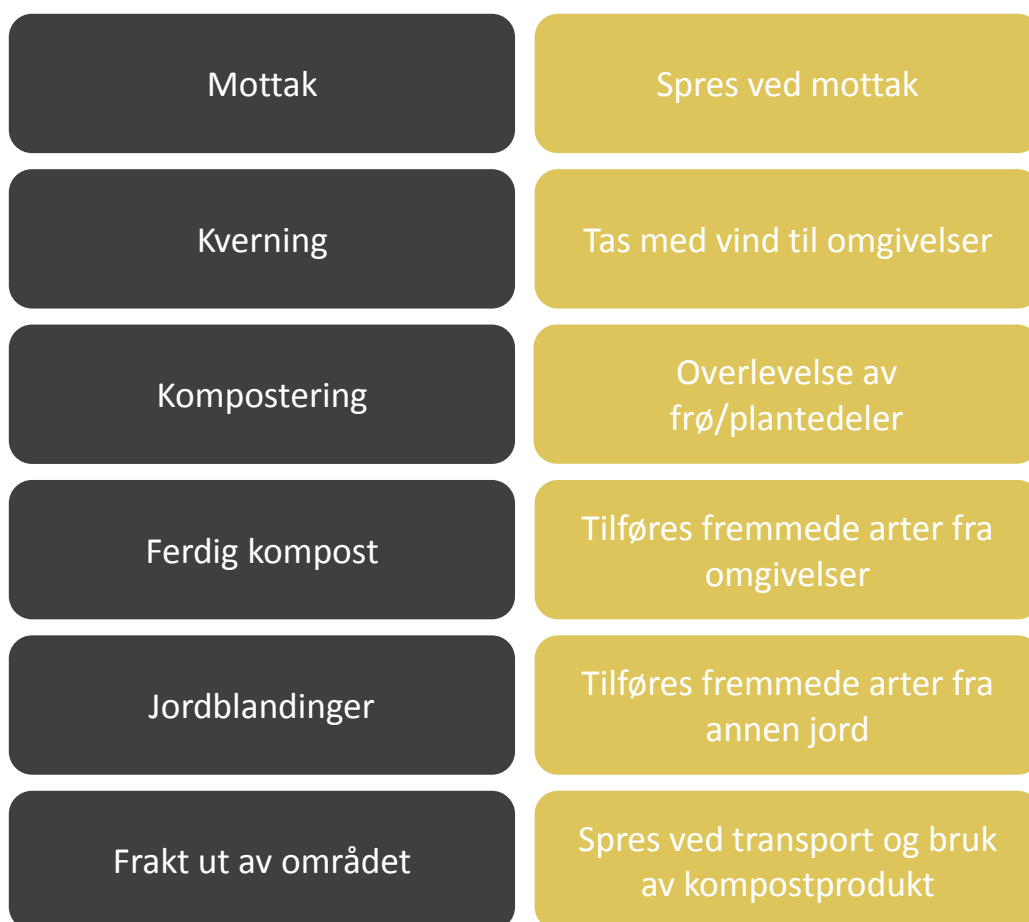 Mottak
Spres ved mottak
Kverning
Tas med vind til omgivelser
Kompostering
Overlevelse av
frø/plantedeler
Ferdig kompost
Tilføres fremmede arter fra
omgivelser
Jordblandinger
Tilføres fremmede arter fra
annen jord
Frakt ut av området
Spres ved transport og bruk
av kompostprodukt